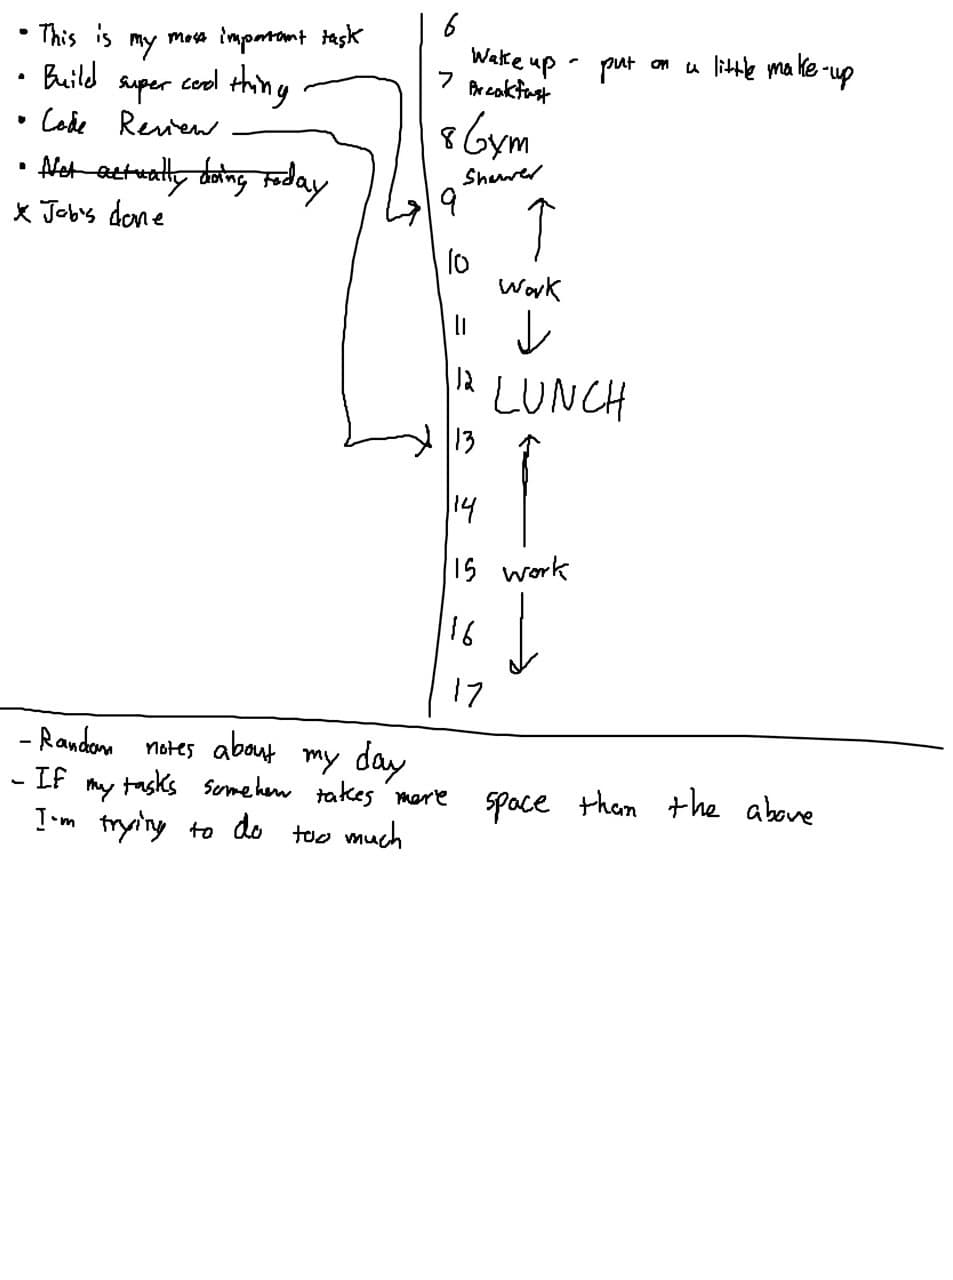 • This is my most important task
• Build super cool thing
• Code Review
• Not actually doing today
x Job's done
6
Wake up - put on a little make-up
7 Breakfast
8 Gym
Shower
9
10
Work
11
12 LUNCH
13
14
15 work
16
17
- Random notes about my day
- If my tasks somehow takes more space than the above
I'm trying to do too much